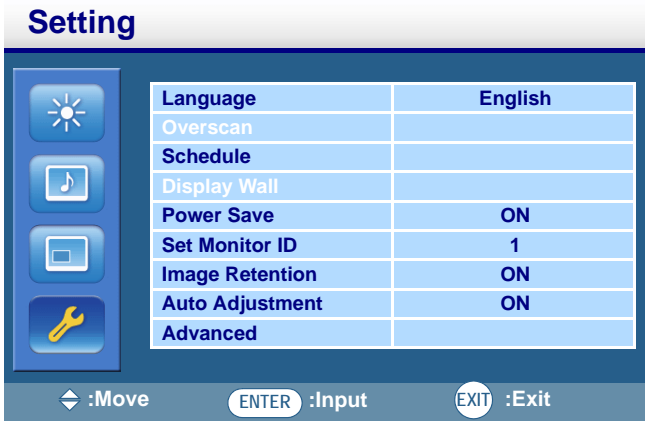 Setting
Language English
Overscan
Schedule
Display Wall
Power Save ON
Set Monitor ID 1
Image Retention ON
Auto Adjustment ON
Advanced
:Move ENTER :Input EXIT :Exit